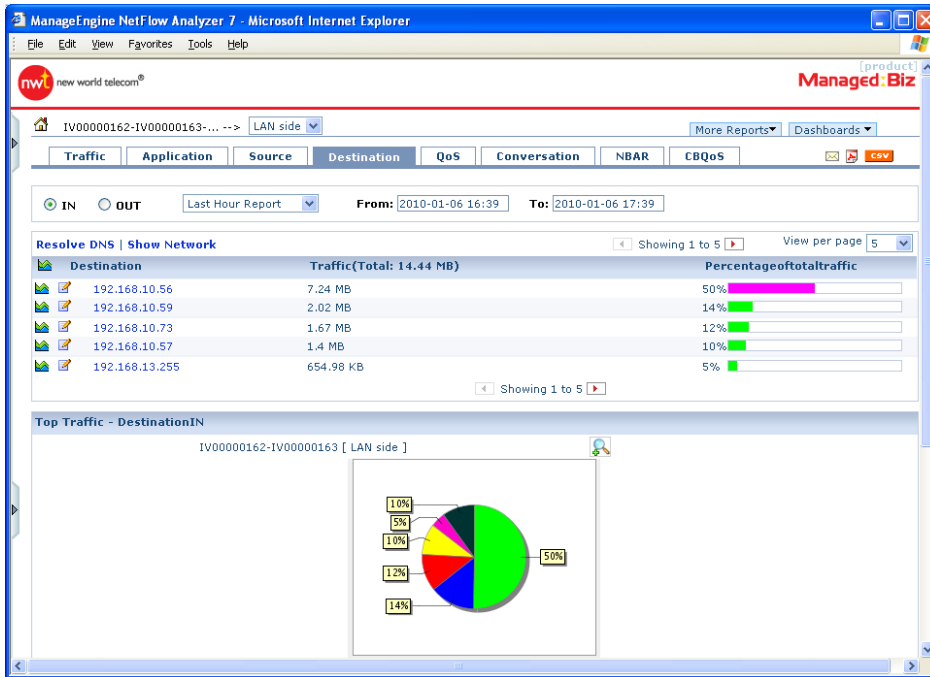 ManageEngine NetFlow Analyzer 7 - Microsoft Internet Explorer
File Edit View Favorites Tools Help
nwt new world telecom®
[product]
Managed:Biz
IV00000162-IV00000163-... --> LAN side
More Reports Dashboards
Traffic Application Source Destination QoS Conversation NBAR CBQoS CSV
IN OUT Last Hour Report From: 2010-01-06 16:39 To: 2010-01-06 17:39
Resolve DNS | Show Network Showing 1 to 5 View per page 5
Destination Traffic(Total: 14.44 MB) Percentageoftotaltraffic
192.168.10.56 7.24 MB 50%
192.168.10.59 2.02 MB 14%
192.168.10.73 1.67 MB 12%
192.168.10.57 1.4 MB 10%
192.168.13.255 654.98 KB 5%
Showing 1 to 5
Top Traffic - DestinationIN
IV00000162-IV00000163 [ LAN side ]
10%
5%
10%
50%
12%
14%